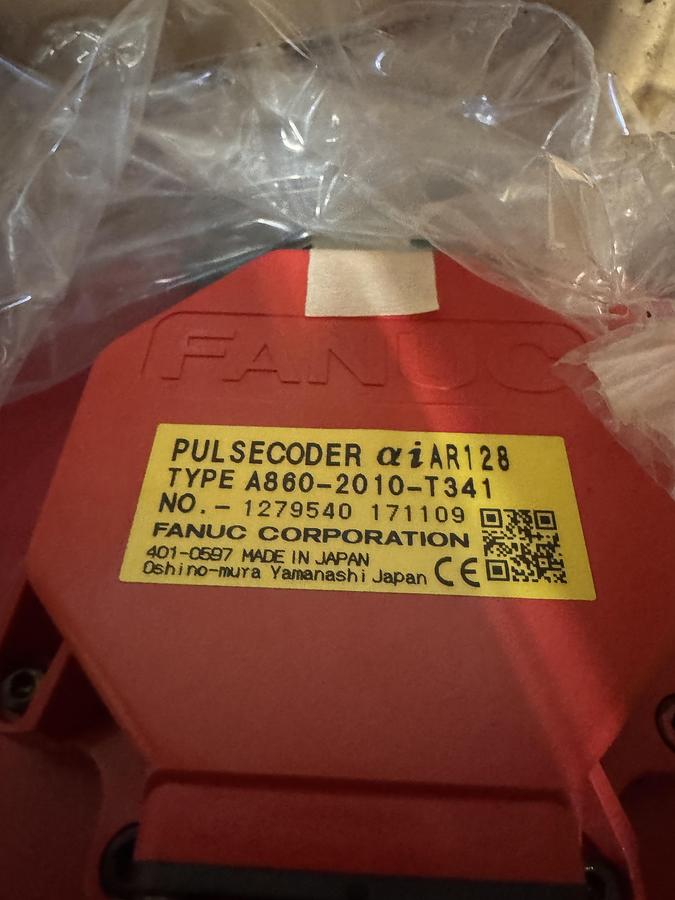 FANUC
PULSECODER αiAR128
TYPE A860-2010-T341
NO.- 1279540 171109
FANUC CORPORATION
401-0597 MADE IN JAPAN
Oshino-mura Yamanashi Japan CE